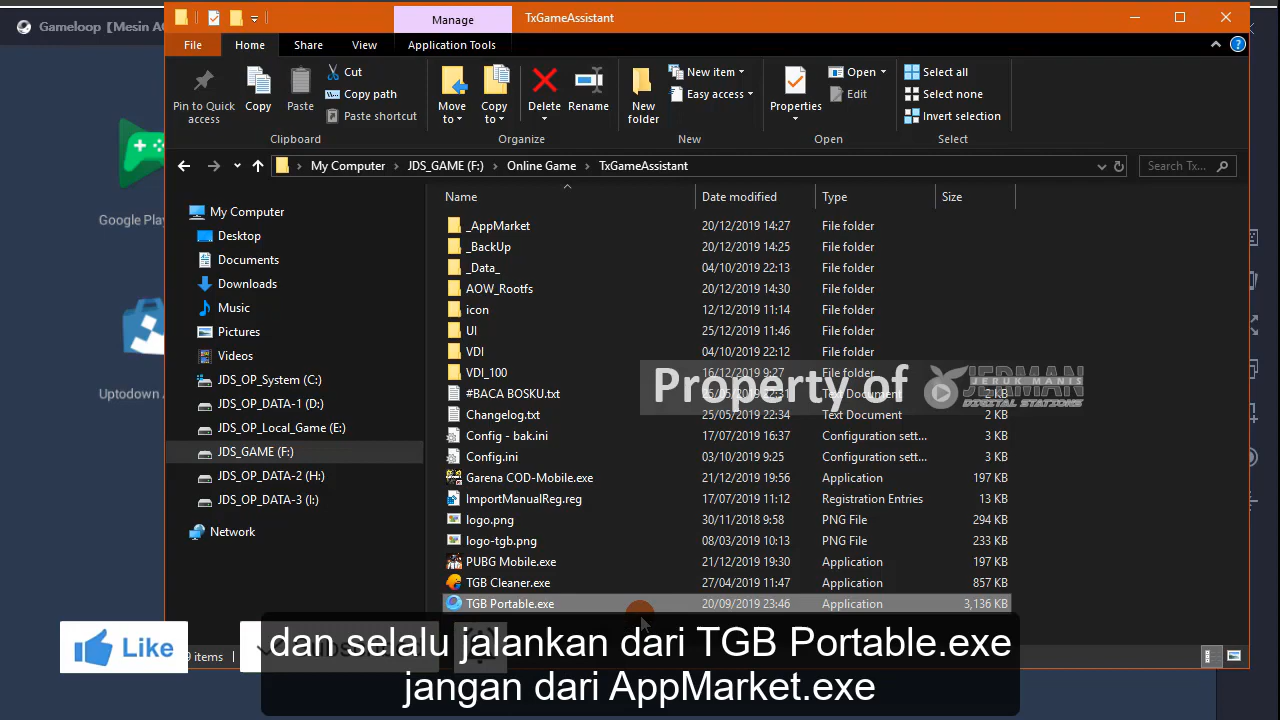 Gameloop【Mesin A
Manage
TxGameAssistant
File
Home
Share
View
Application Tools
Pin to Quick access
Copy
Paste
Cut
Copy path
Paste shortcut
Clipboard
Move to
Copy to
Delete
Rename
Organize
New folder
New item
Easy access
New
Properties
Open
Edit
Open
Select all
Select none
Invert selection
Select
My Computer > JDS_GAME (F:) > Online Game > TxGameAssistant
Search Tx...
Google Play
Uptodown A
My Computer
Desktop
Documents
Downloads
Music
Pictures
Videos
JDS_OP_System (C:)
JDS_OP_DATA-1 (D:)
JDS_OP_Local_Game (E:)
JDS_GAME (F:)
JDS_OP_DATA-2 (H:)
JDS_OP_DATA-3 (I:)
Network
Name Date modified Type Size
_AppMarket 20/12/2019 14:27 File folder
_BackUp 20/12/2019 14:25 File folder
_Data_ 04/10/2019 22:13 File folder
AOW_Rootfs 20/12/2019 14:30 File folder
icon 12/12/2019 11:14 File folder
UI 25/12/2019 11:46 File folder
VDI 04/10/2019 22:12 File folder
VDI_100 16/12/2019 9:27 File folder
#BACA BOSKU.txt Text Document 2 KB
Changelog.txt 25/05/2019 22:34 Text Document 2 KB
Config - bak.ini 17/07/2019 16:37 Configuration sett... 3 KB
Config.ini 03/10/2019 9:25 Configuration sett... 3 KB
Garena COD-Mobile.exe 21/12/2019 19:56 Application 197 KB
ImportManualReg.reg 17/07/2019 11:12 Registration Entries 13 KB
logo.png 30/11/2018 9:58 PNG File 294 KB
logo-tgb.png 08/03/2019 10:13 PNG File 233 KB
PUBG Mobile.exe 21/12/2019 19:30 Application 197 KB
TGB Cleaner.exe 27/04/2019 11:47 Application 857 KB
TGB Portable.exe 20/09/2019 23:46 Application 3,136 KB
Property of
JERMAN
JERUK MANIS
DIGITAL STATIONS
9 items
Like
dan selalu jalankan dari TGB Portable.exe
jangan dari AppMarket.exe